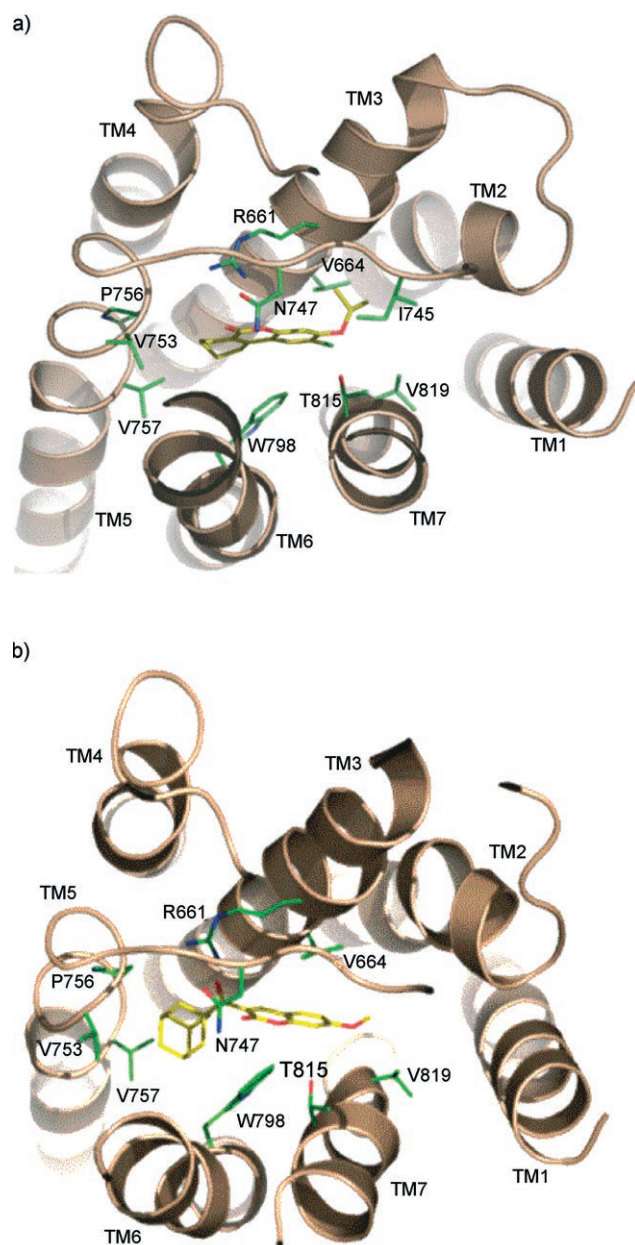 a)
TM3
TM4
TM2
R661
V664
P756
N747
I745
V753
T815
V819
V757
W798
TM1
TM5
TM7
TM6
b)
TM3
TM4
TM2
TM5
R661
V664
P756
V753
N747
T815
V819
V757
W798
TM1
TM7
TM6